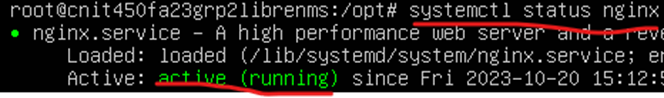 root@cnit450fa23grp2librenms:/opt# systemctl status nginx
● nginx.service - A high performance web server and a reve
Loaded: loaded (/lib/systemd/system/nginx.service; en
Active: active (running) since Fri 2023-10-20 15:12: